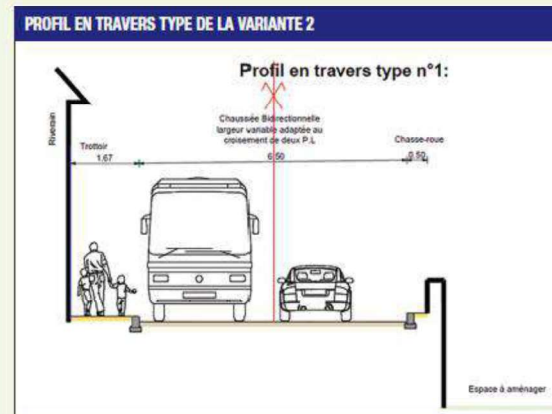 PROFIL EN TRAVERS TYPE DE LA VARIANTE 2
Profil en travers type n°1:
Chaussée Bidirectionnelle
largeur variable adaptée au
croisement de deux P.L
Riverain
Trottoir
Chasse-roue
1.67
6.50
0.50
Espace à aménager